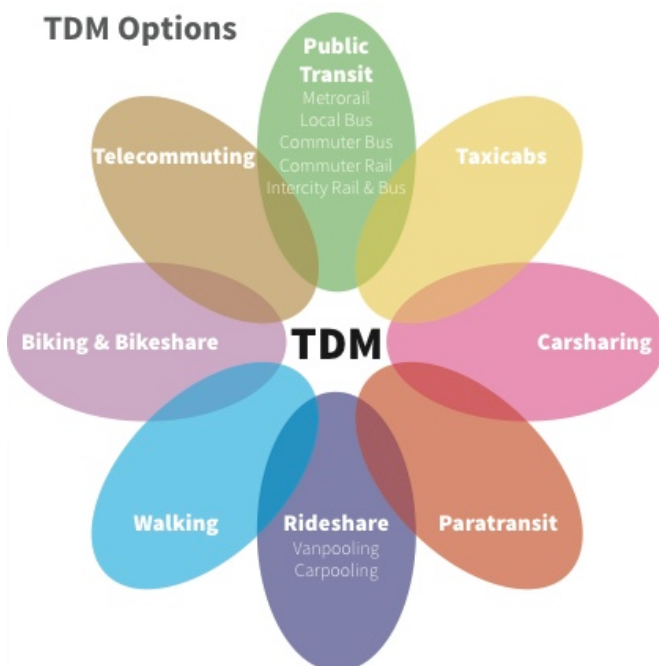 TDM Options
Public
Transit
Metrorail
Local Bus
Commuter Bus
Commuter Rail
Intercity Rail & Bus
Telecommuting
Taxicabs
Biking & Bikeshare
TDM
Carsharing
Walking
Rideshare
Vanpooling
Carpooling
Paratransit